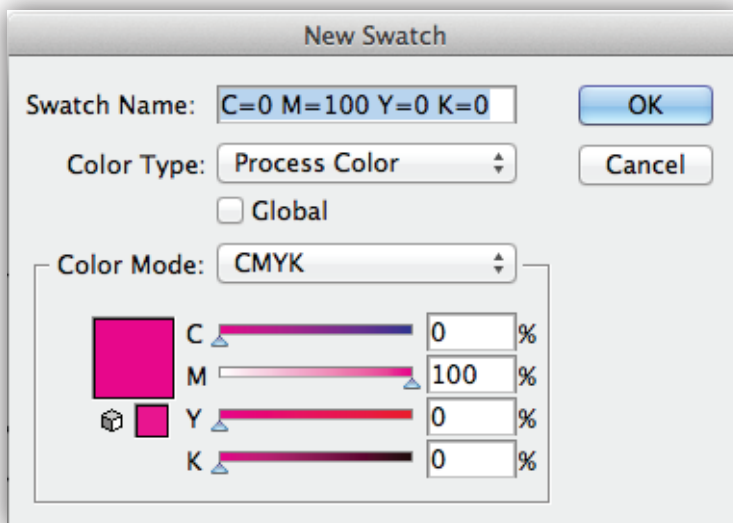 New Swatch
Swatch Name: C=0 M=100 Y=0 K=0 OK
Color Type: Process Color Cancel
Global
Color Mode: CMYK
C 0 %
M 100 %
Y 0 %
K 0 %